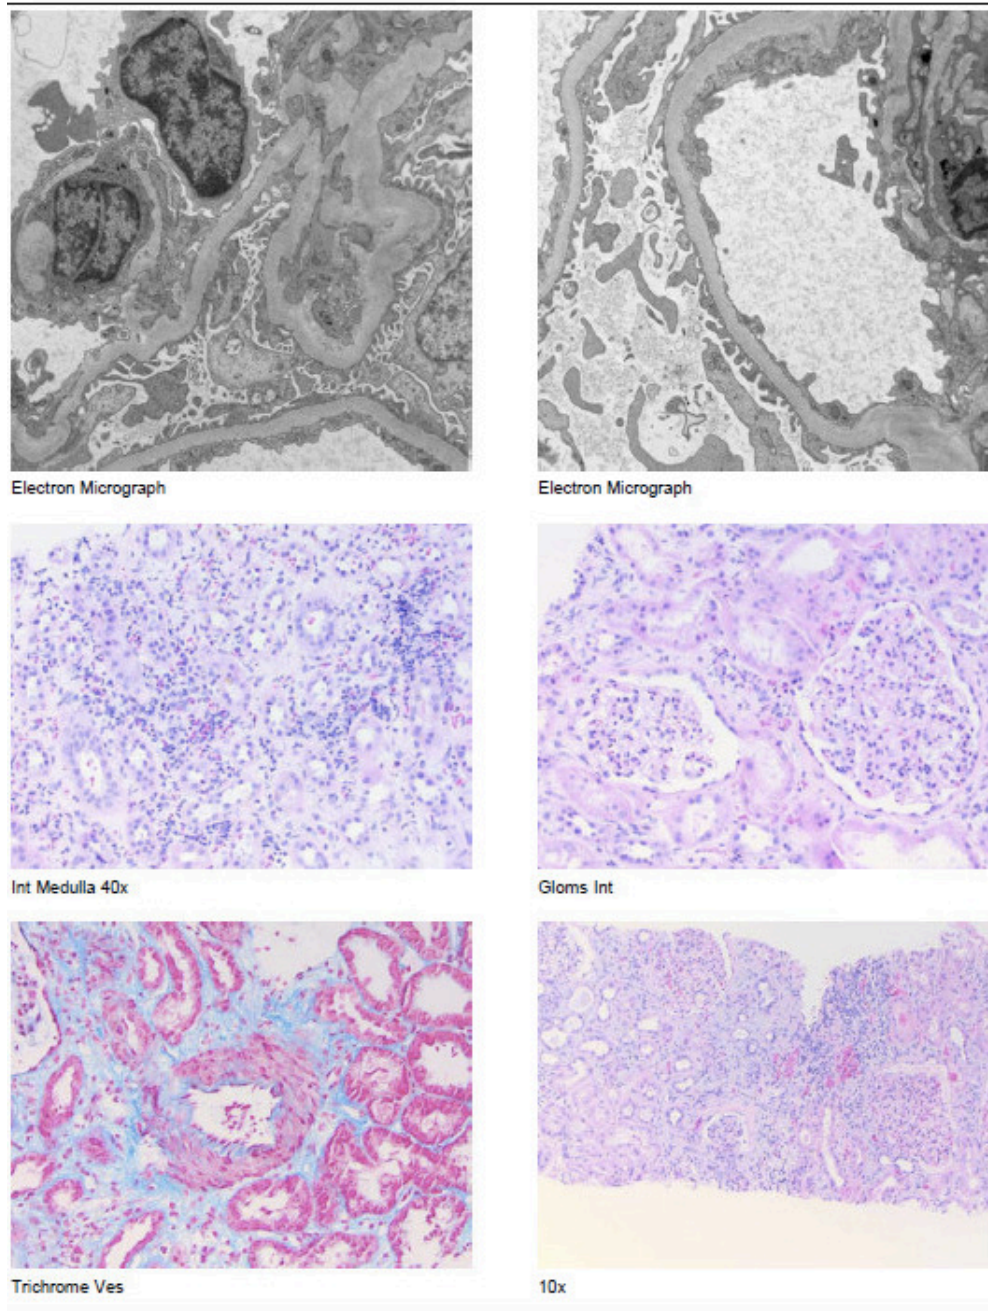 Electron Micrograph
Electron Micrograph
Int Medulla 40x
Gloms Int
Trichrome Ves
10x